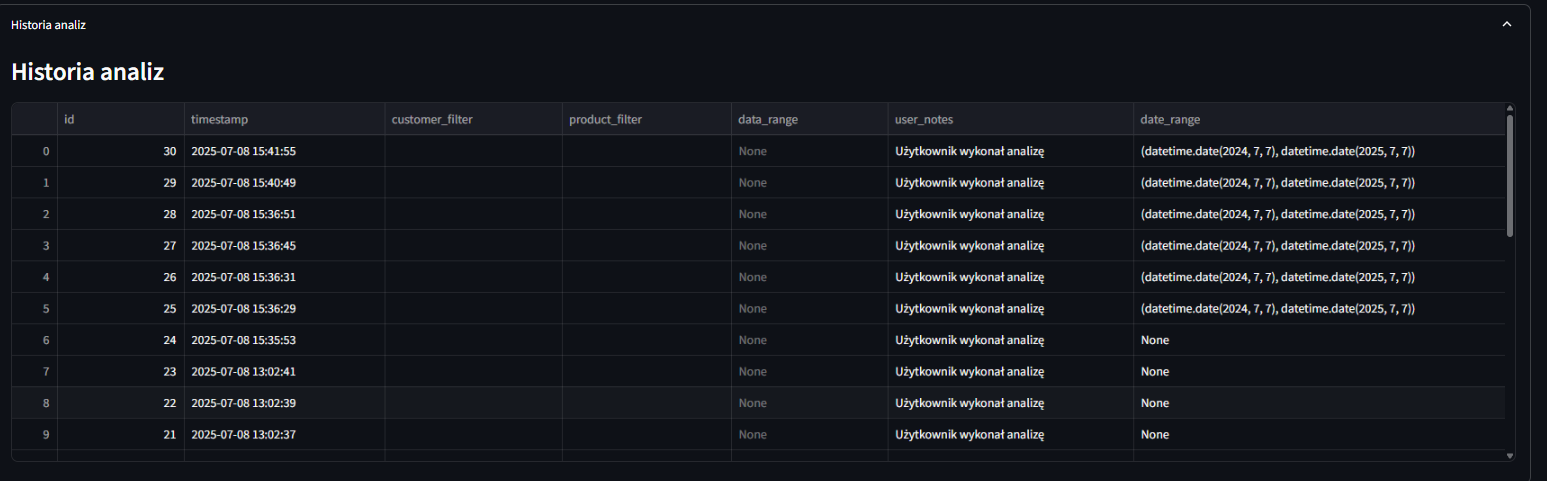 Historia analiz
Historia analiz
id timestamp customer_filter product_filter data_range user_notes date_range
0 30 2025-07-08 15:41:55 None Użytkownik wykonał analizę (datetime.date(2024, 7, 7), datetime.date(2025, 7, 7))
1 29 2025-07-08 15:40:49 None Użytkownik wykonał analizę (datetime.date(2024, 7, 7), datetime.date(2025, 7, 7))
2 28 2025-07-08 15:36:51 None Użytkownik wykonał analizę (datetime.date(2024, 7, 7), datetime.date(2025, 7, 7))
3 27 2025-07-08 15:36:45 None Użytkownik wykonał analizę (datetime.date(2024, 7, 7), datetime.date(2025, 7, 7))
4 26 2025-07-08 15:36:31 None Użytkownik wykonał analizę (datetime.date(2024, 7, 7), datetime.date(2025, 7, 7))
5 25 2025-07-08 15:36:29 None Użytkownik wykonał analizę (datetime.date(2024, 7, 7), datetime.date(2025, 7, 7))
6 24 2025-07-08 15:35:53 None Użytkownik wykonał analizę None
7 23 2025-07-08 13:02:41 None Użytkownik wykonał analizę None
8 22 2025-07-08 13:02:39 None Użytkownik wykonał analizę None
9 21 2025-07-08 13:02:37 None Użytkownik wykonał analizę None